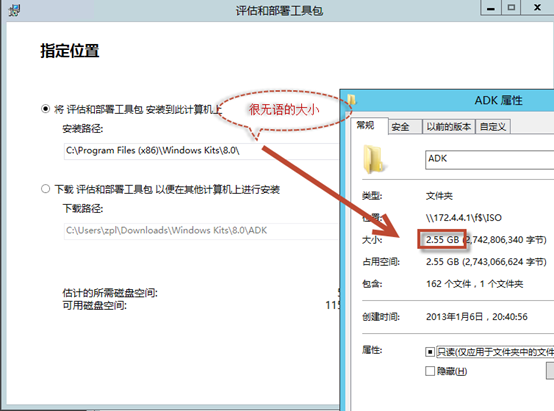 评估和部署工具包
指定位置
将 评估和部署工具包 安装到此计算机上
很无语的大小
安装路径:
C:\Program Files (x86)\Windows Kits\8.0\
下载 评估和部署工具包 以便在其他计算机上进行安装
下载路径:
C:\Users\zpl\Downloads\Windows Kits\8.0\ADK
估计的所需磁盘空间:
可用磁盘空间:
ADK 属性
常规 安全 以前的版本 自定义
ADK
类型: 文件夹
位置: \\172.4.4.1\f$\ISO
大小: 2.55 GB (2,742,806,340 字节)
占用空间: 2.55 GB (2,743,066,624 字节)
包含: 162 个文件，1 个文件夹
创建时间: 2013年1月6日，20:40:56
属性: 只读(仅应用于文件夹中的文件
隐藏(H)